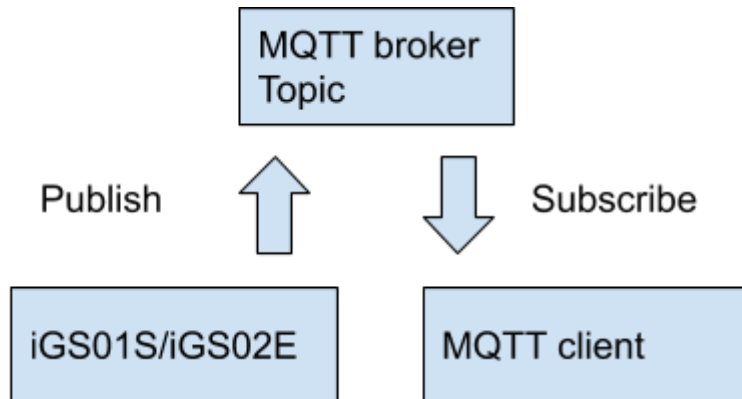 MQTT broker
Topic
Publish
Subscribe
iGS01S/iGS02E
MQTT client